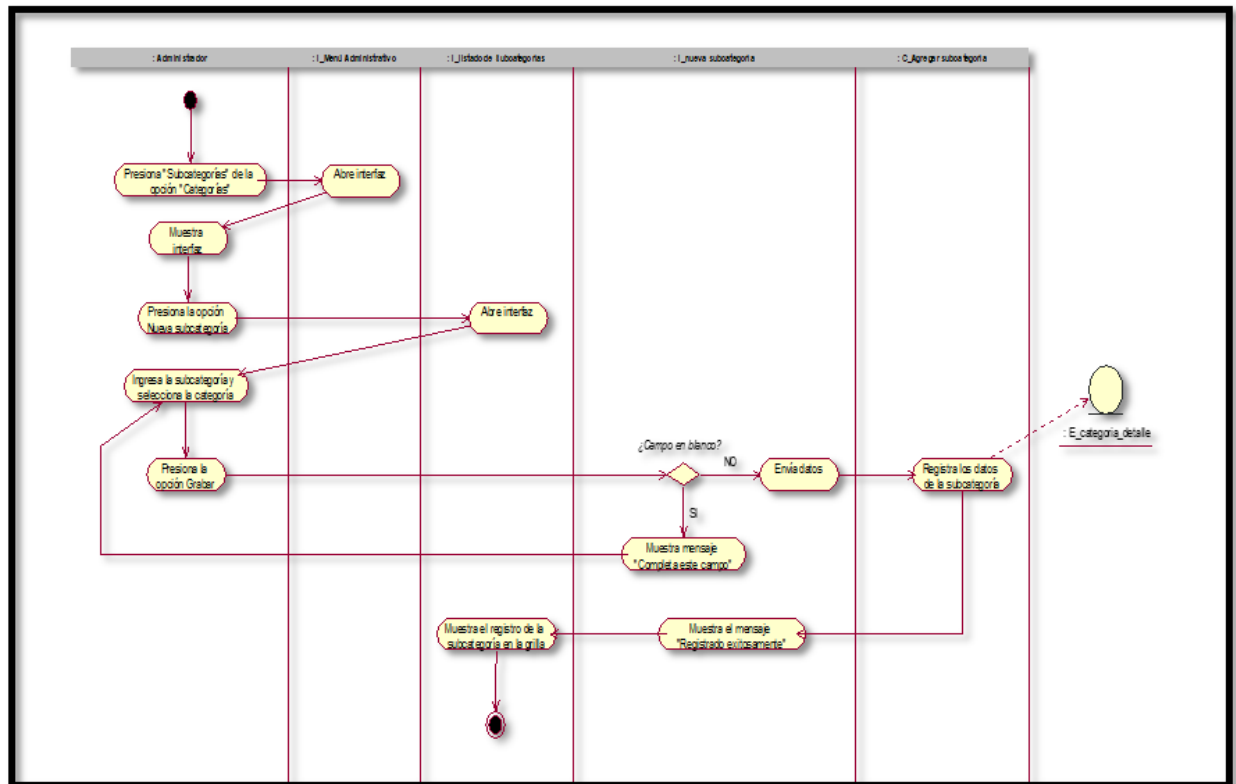 : Administrador
: I_Menú Administrativo
: I_listado de Subcategorías
: I_nueva subcategoria
: C_Agregar subcategoria
Presiona "Subcategorías" de la
opción "Categorías"
Abre interfaz
Muestra
interfaz
Presiona la opción
Nueva subcategoría
Abre interfaz
Ingresa la subcategoría y
selecciona la categoría
: E_categoria_detalle
¿Campo en blanco?
NO
Presiona la
opción Grabar
Envía datos
Registra los datos
de la subcategoría
SI
Muestra mensaje
"Completa este campo"
Muestra el registro de la
subcategoría en la grilla
Muestra el mensaje
"Registrado exitosamente"